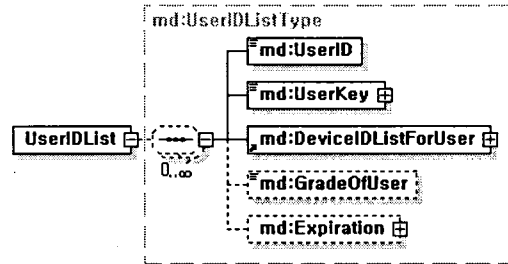 md:UserIDListType
md:UserID
md:UserKey
UserIDList
md:DeviceIDListForUser
0..∞
md:GradeOfUser
md:Expiration